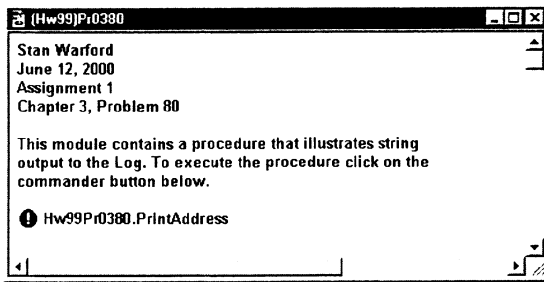 (Hw99)Pr0380
Stan Warford
June 12, 2000
Assignment 1
Chapter 3, Problem 80
This module contains a procedure that illustrates string
output to the Log. To execute the procedure click on the
commander button below.
Hw99Pr0380.PrintAddress